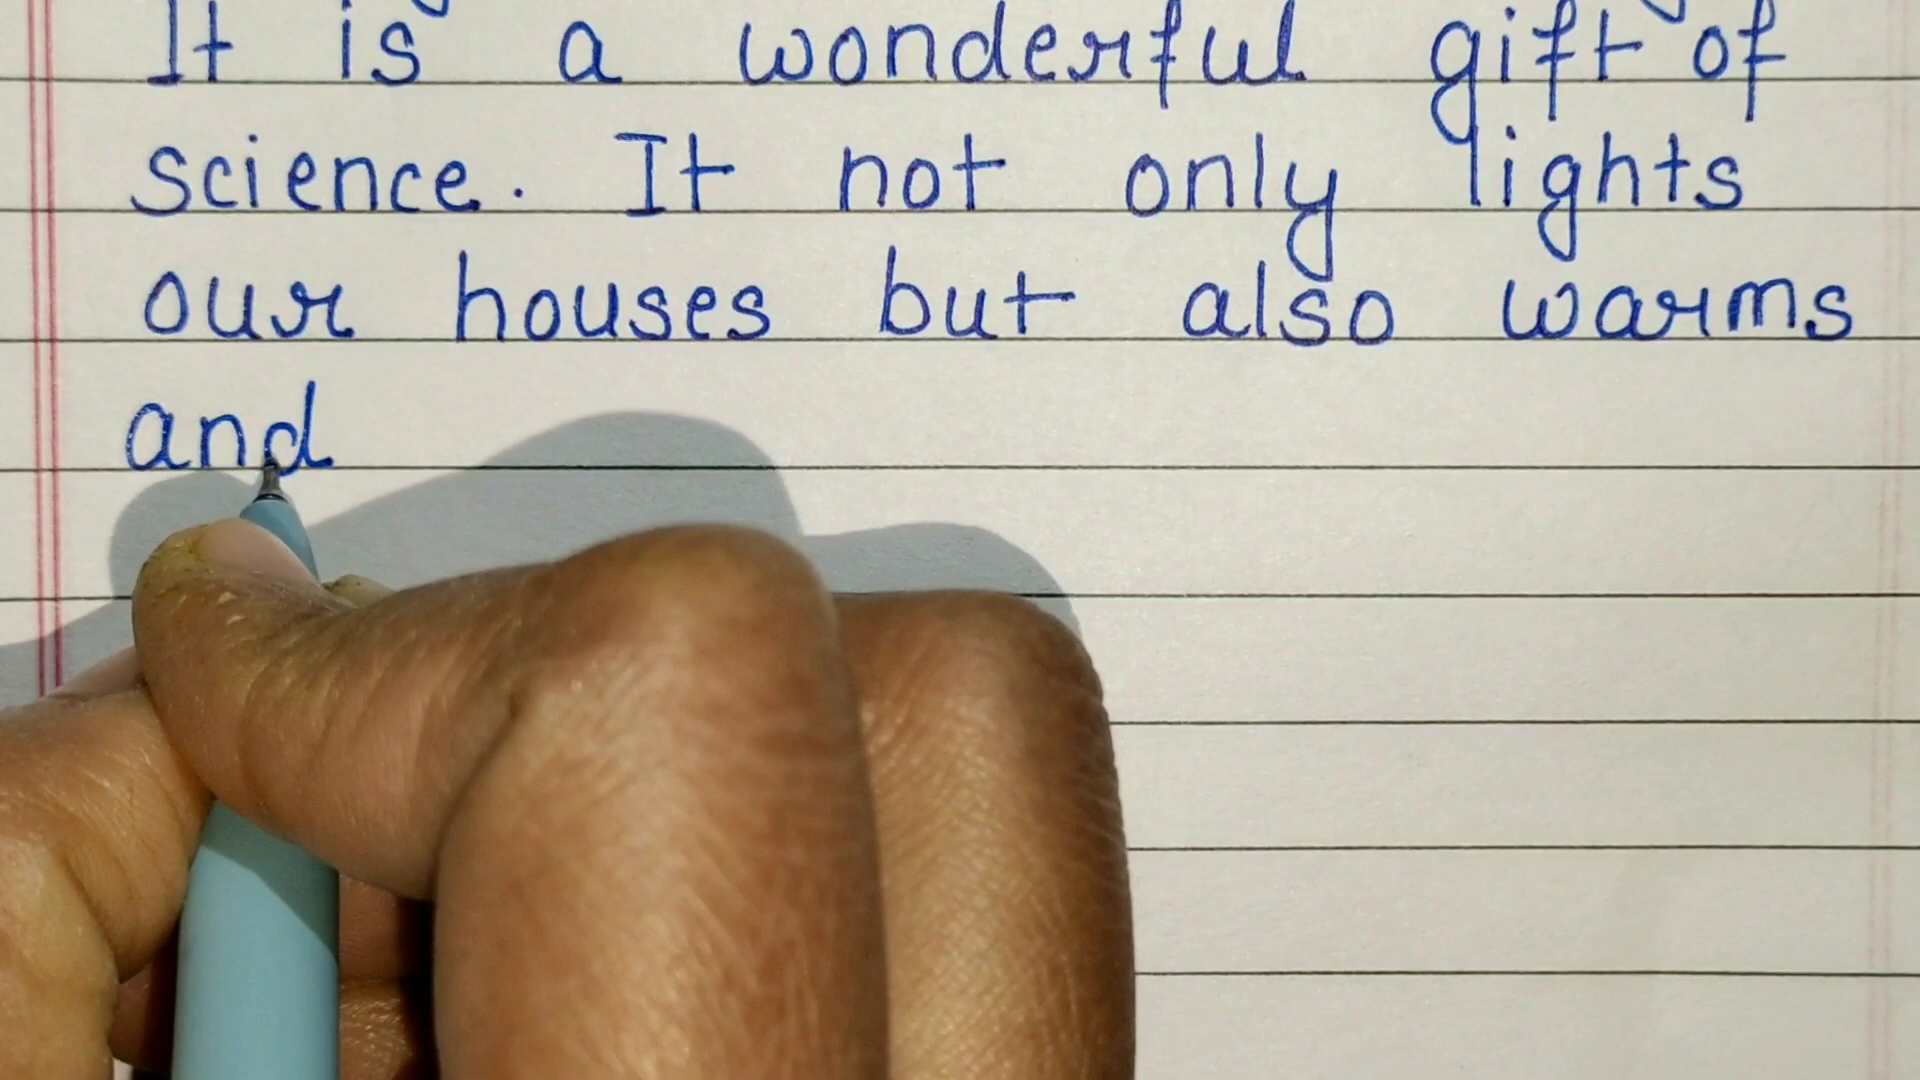 It is a wonderful gift of
science. It not only lights
our houses but also warms
and